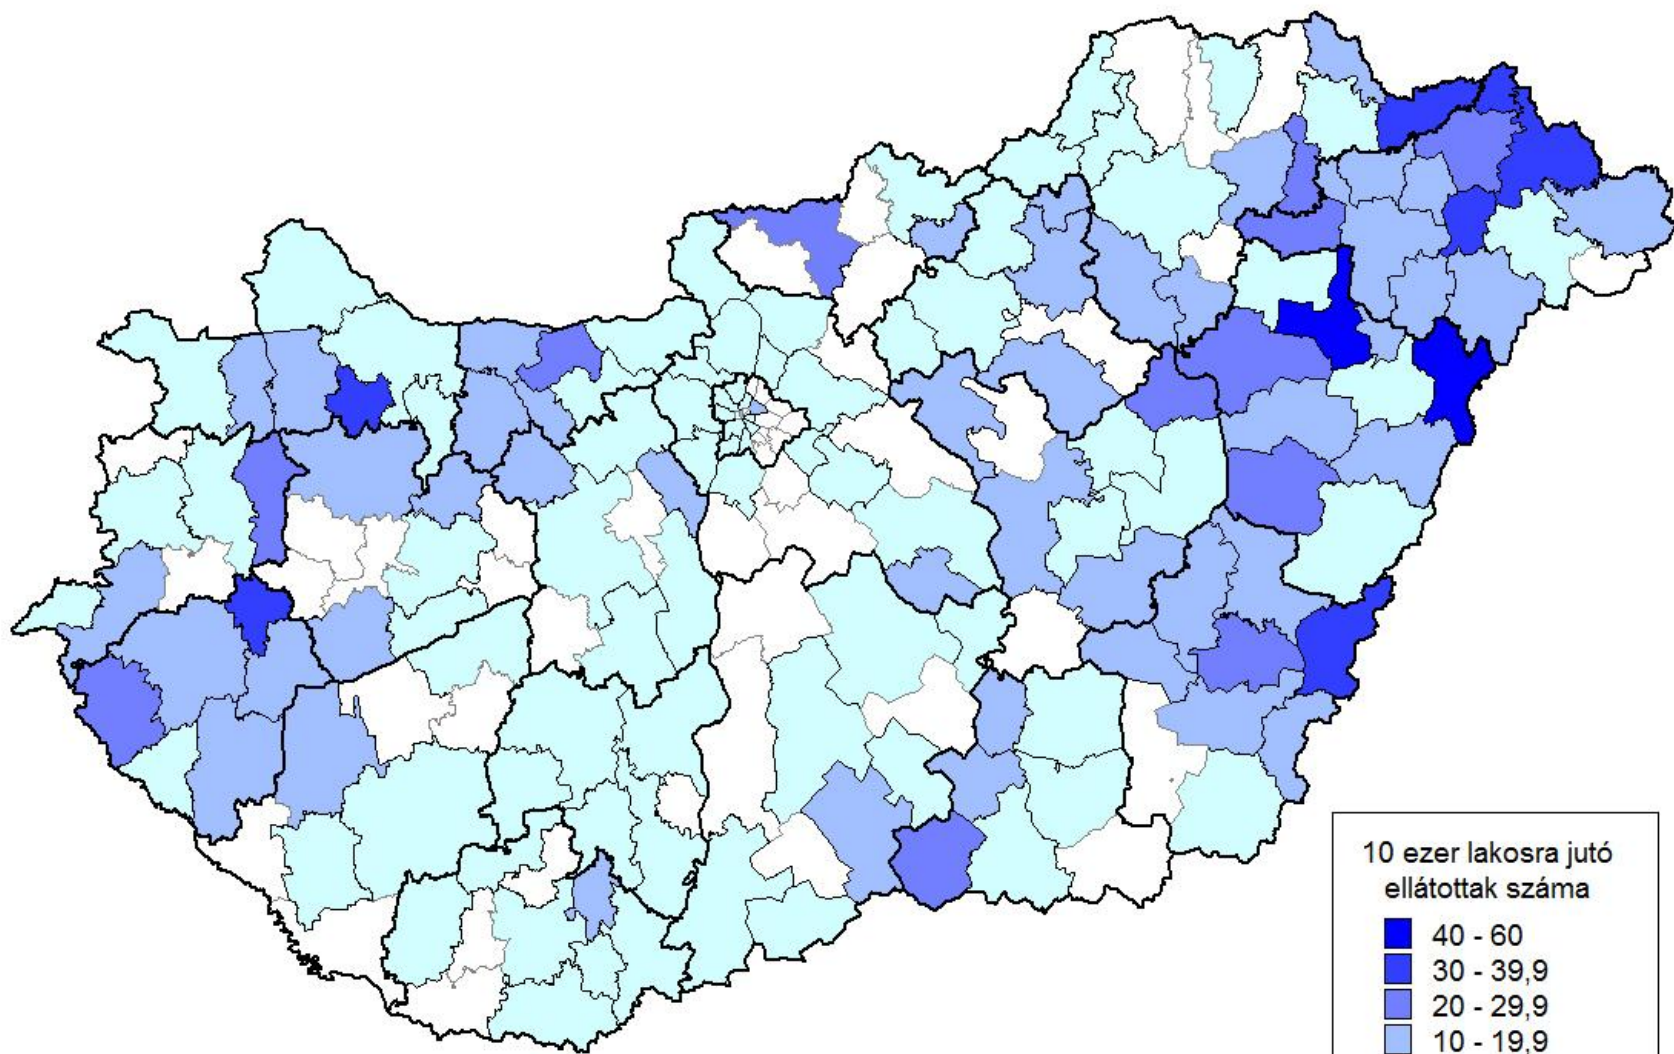 10 ezer lakosra jutó
ellátottak száma
40 - 60
30 - 39,9
20 - 29,9
10 - 19,9